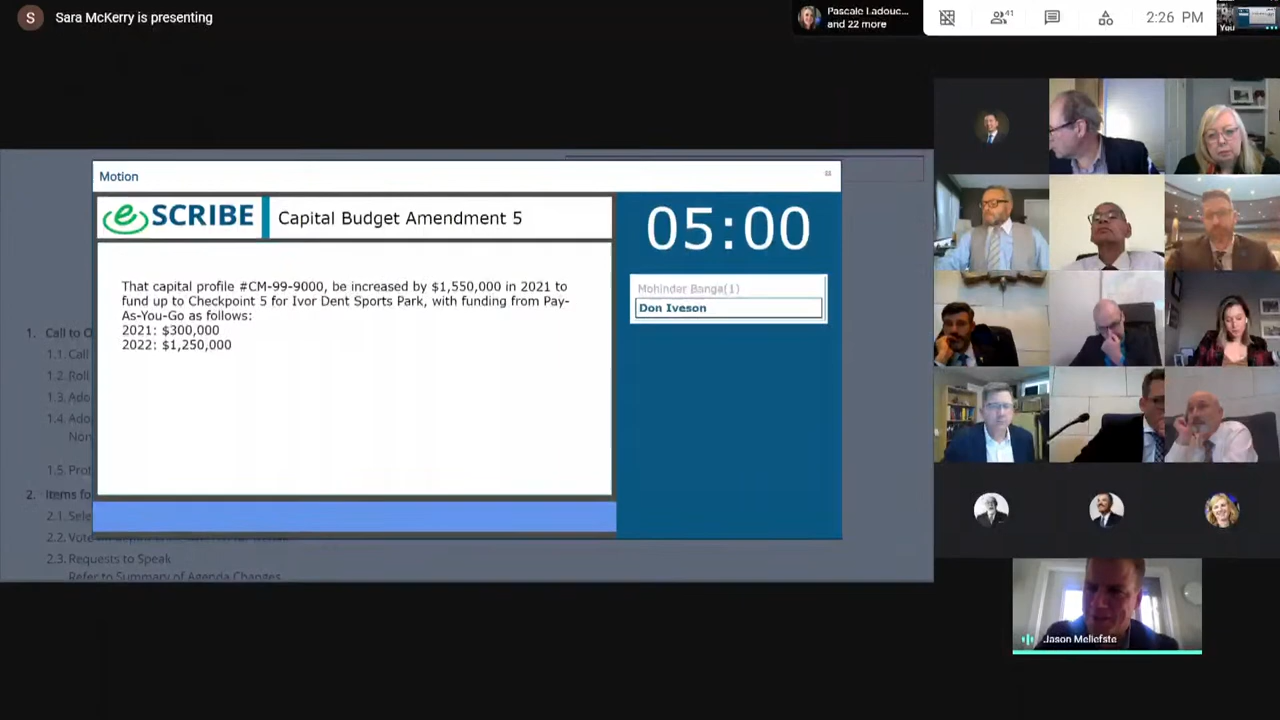 S
Sara McKerry is presenting
Pascale Ladouc...
and 22 more
41
2:26 PM
You
Motion
eSCRIBE
Capital Budget Amendment 5
05:00
That capital profile #CM-99-9000, be increased by $1,550,000 in 2021 to
fund up to Checkpoint 5 for Ivor Dent Sports Park, with funding from Pay-
As-You-Go as follows:
2021: $300,000
2022: $1,250,000
Mohinder Banga(1)
Don Iveson
1. Call to O
1.1. Call
1.2. Roll
1.3. Ado
1.4. Ado
Non
1.5. Prot
2. Items fo
2.1. Sele
2.2. Vote
2.3. Requests to Speak
Refer to Summary of Agenda Changes
Jason Meliefste